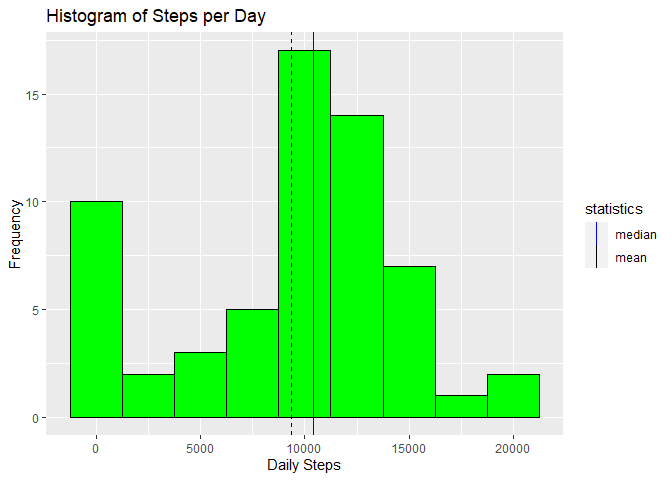 Histogram of Steps per Day
Frequency
15
10
5
0
0 5000 10000 15000 20000
Daily Steps
statistics
median
mean